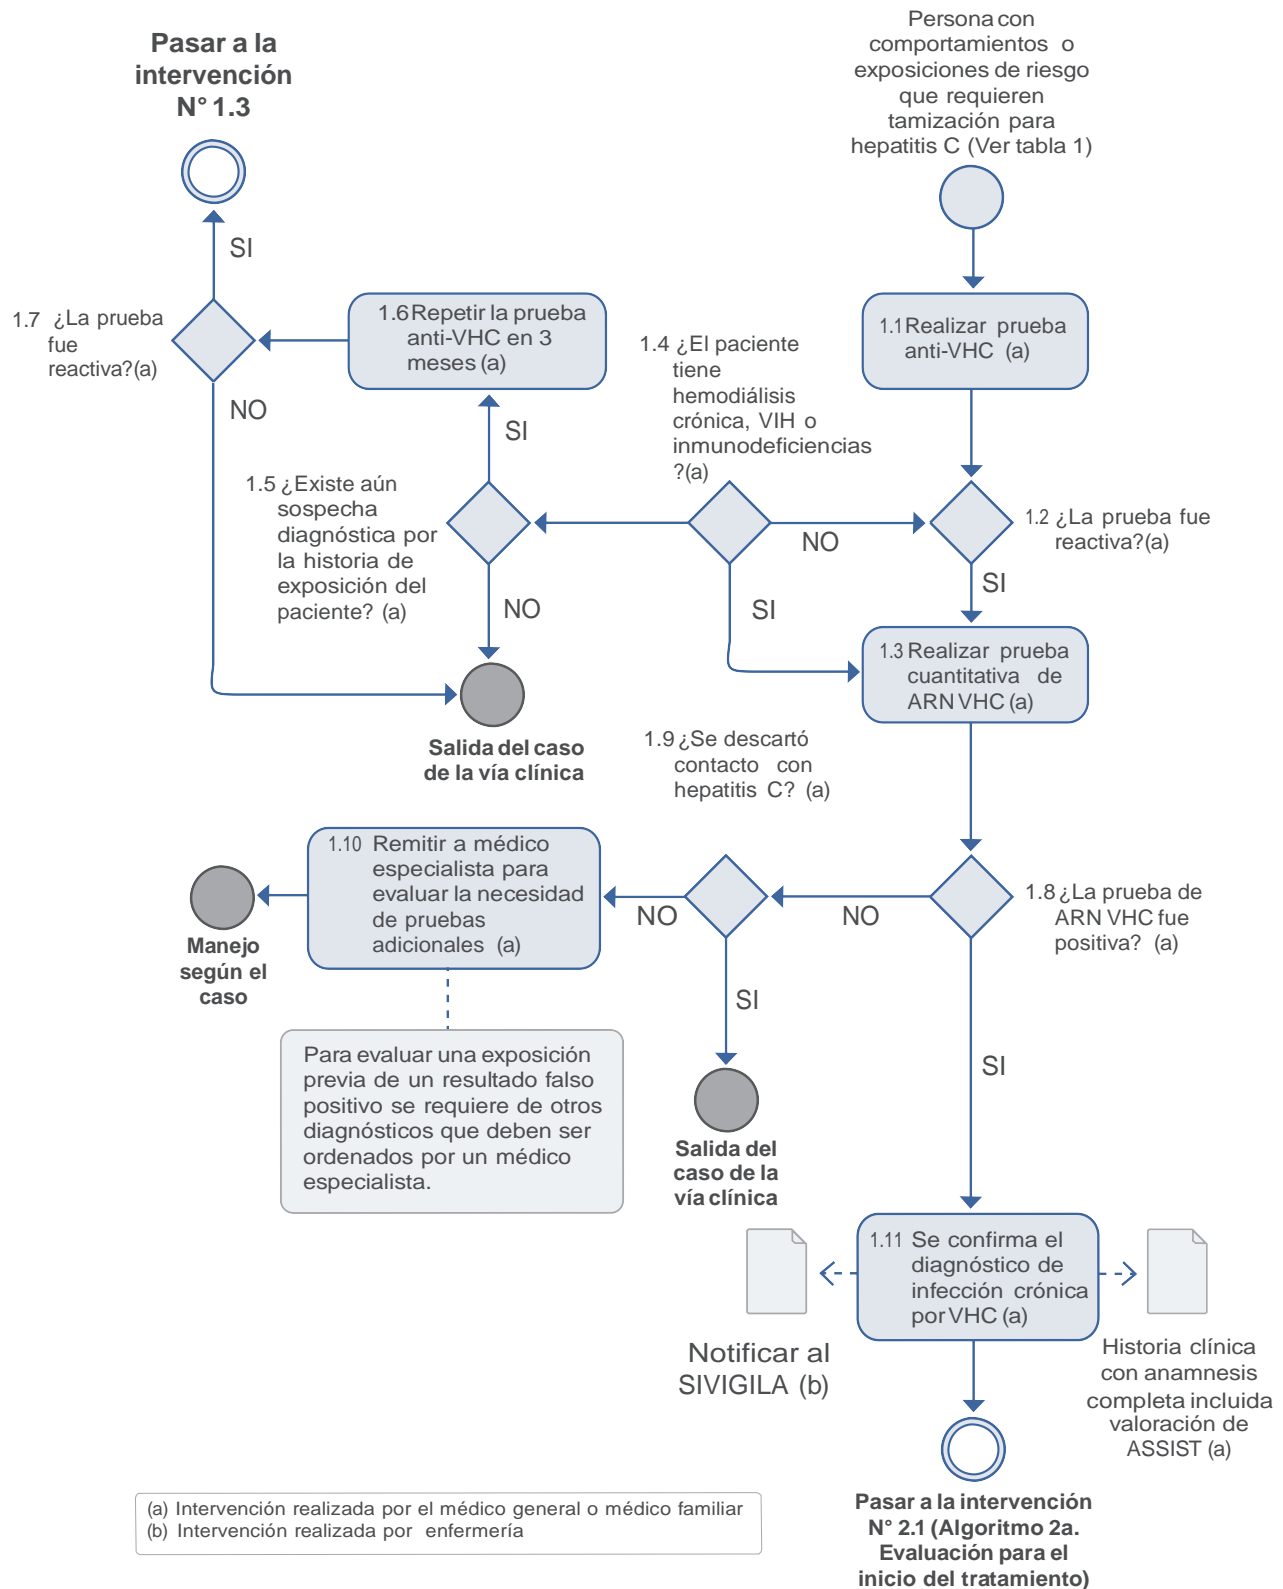 Persona con
comportamientos o
exposiciones de riesgo
que requieren
tamización para
hepatitis C (Ver tabla 1)
Pasar a la
intervención
N° 1.3
SI
1.7 ¿La prueba
fue
reactiva?(a)
NO
1.6 Repetir la prueba
anti-VHC en 3
meses (a)
SI
1.4 ¿El paciente
tiene
hemodiálisis
crónica, VIH o
inmunodeficiencias
?(a)
1.1 Realizar prueba
anti-VHC (a)
1.5 ¿Existe aún
sospecha
diagnóstica por
la historia de
exposición del
paciente? (a)
NO
NO
SI
1.2 ¿La prueba fue
reactiva?(a)
SI
1.3 Realizar prueba
cuantitativa de
ARN VHC (a)
Salida del caso
de la vía clínica
1.9 ¿Se descartó
contacto con
hepatitis C? (a)
1.10 Remitir a médico
especialista para
evaluar la necesidad
de pruebas
adicionales (a)
NO
NO
1.8 ¿La prueba de
ARN VHC fue
positiva? (a)
Manejo
según el
caso
SI
SI
Para evaluar una exposición
previa de un resultado falso
positivo se requiere de otros
diagnósticos que deben ser
ordenados por un médico
especialista.
Salida del
caso de la
vía clínica
1.11 Se confirma el
diagnóstico de
infección crónica
por VHC (a)
Notificar al
SIVIGILA (b)
Historia clínica
con anamnesis
completa incluida
valoración de
ASSIST (a)
Pasar a la intervención
N° 2.1 (Algoritmo 2a.
Evaluación para el
inicio del tratamiento)
(a) Intervención realizada por el médico general o médico familiar
(b) Intervención realizada por enfermería